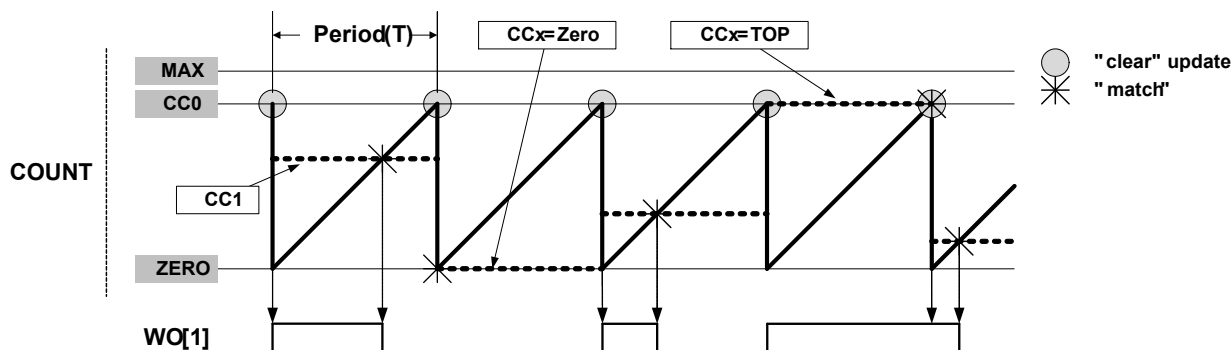 Period(T)
CCx=Zero
CCx=TOP
"clear" update
"match"
MAX
CC0
COUNT
CC1
ZERO
WO[1]